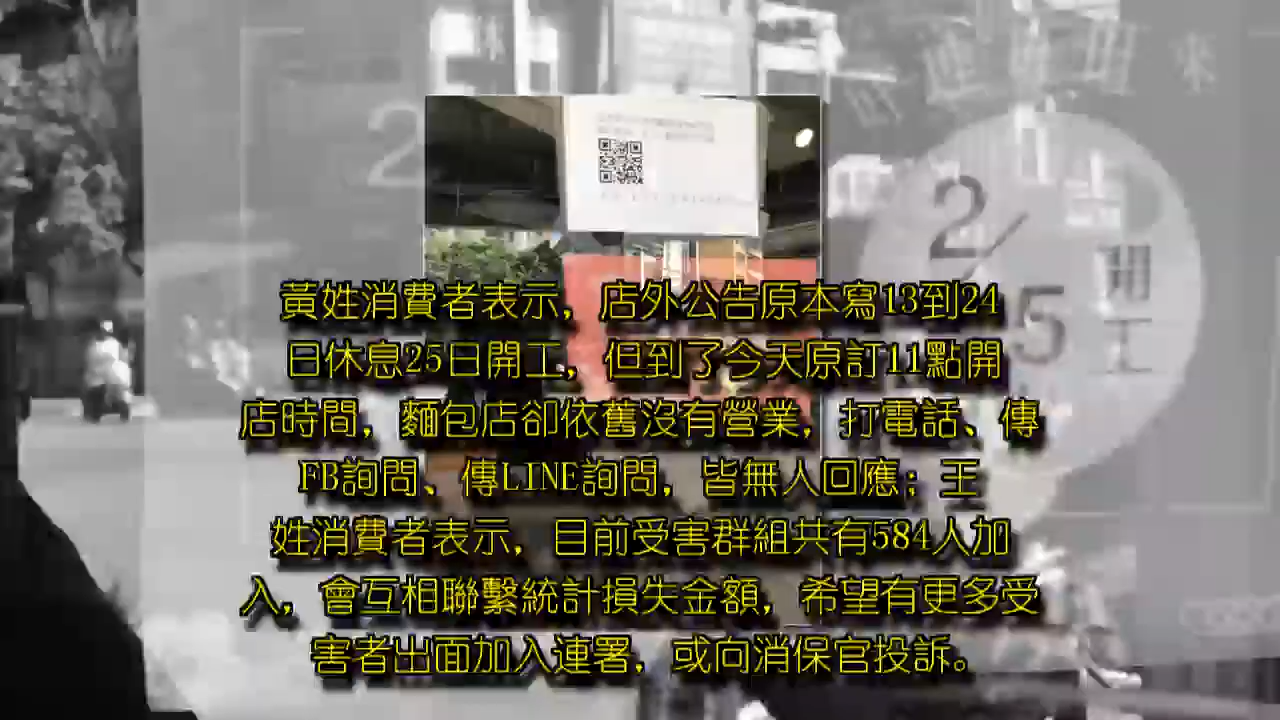 2
2/5
開工
黃姓消費者表示，店外公告原本寫13到24
日休息25日開工，但到了今天原訂11點開
店時間，麵包店卻依舊沒有營業，打電話、傳
FB詢問、傳LINE詢問，皆無人回應；王
姓消費者表示，目前受害群組共有584人加
入，會互相聯繫統計損失金額，希望有更多受
害者出面加入連署，或向消保官投訴。